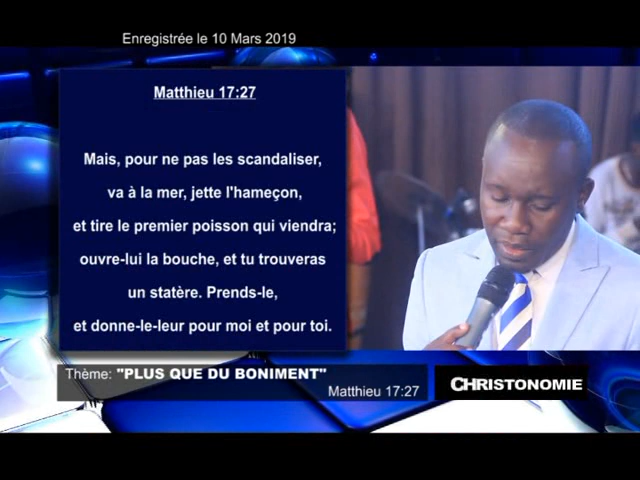 Enregistrée le 10 Mars 2019
Matthieu 17:27
Mais, pour ne pas les scandaliser,
va à la mer, jette l'hameçon,
et tire le premier poisson qui viendra;
ouvre-lui la bouche, et tu trouveras
un statère. Prends-le,
et donne-le-leur pour moi et pour toi.
Thème: "PLUS QUE DU BONIMENT"
Matthieu 17:27
CHRISTONOMIE